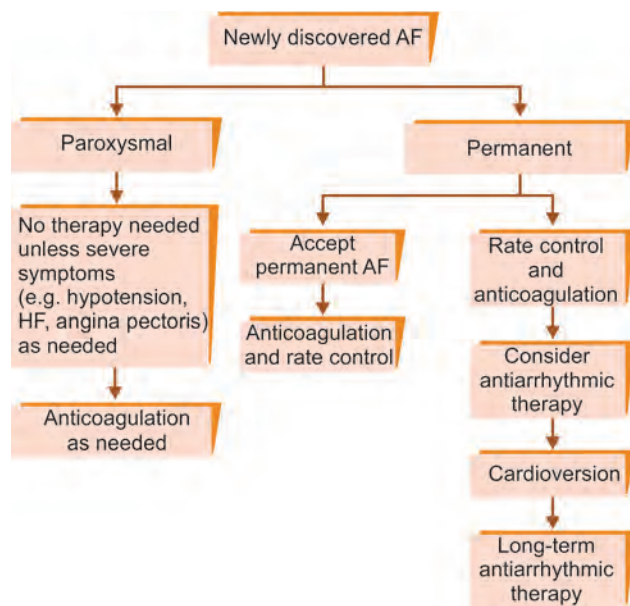 Newly discovered AF
Paroxysmal
Permanent
No therapy needed
unless severe
symptoms
(e.g. hypotension,
HF, angina pectoris)
as needed
Accept
permanent AF
Rate control
and
anticoagulation
Anticoagulation
and rate control
Consider
antiarrhythmic
therapy
Anticoagulation
as needed
Cardioversion
Long-term
antiarrhythmic
therapy